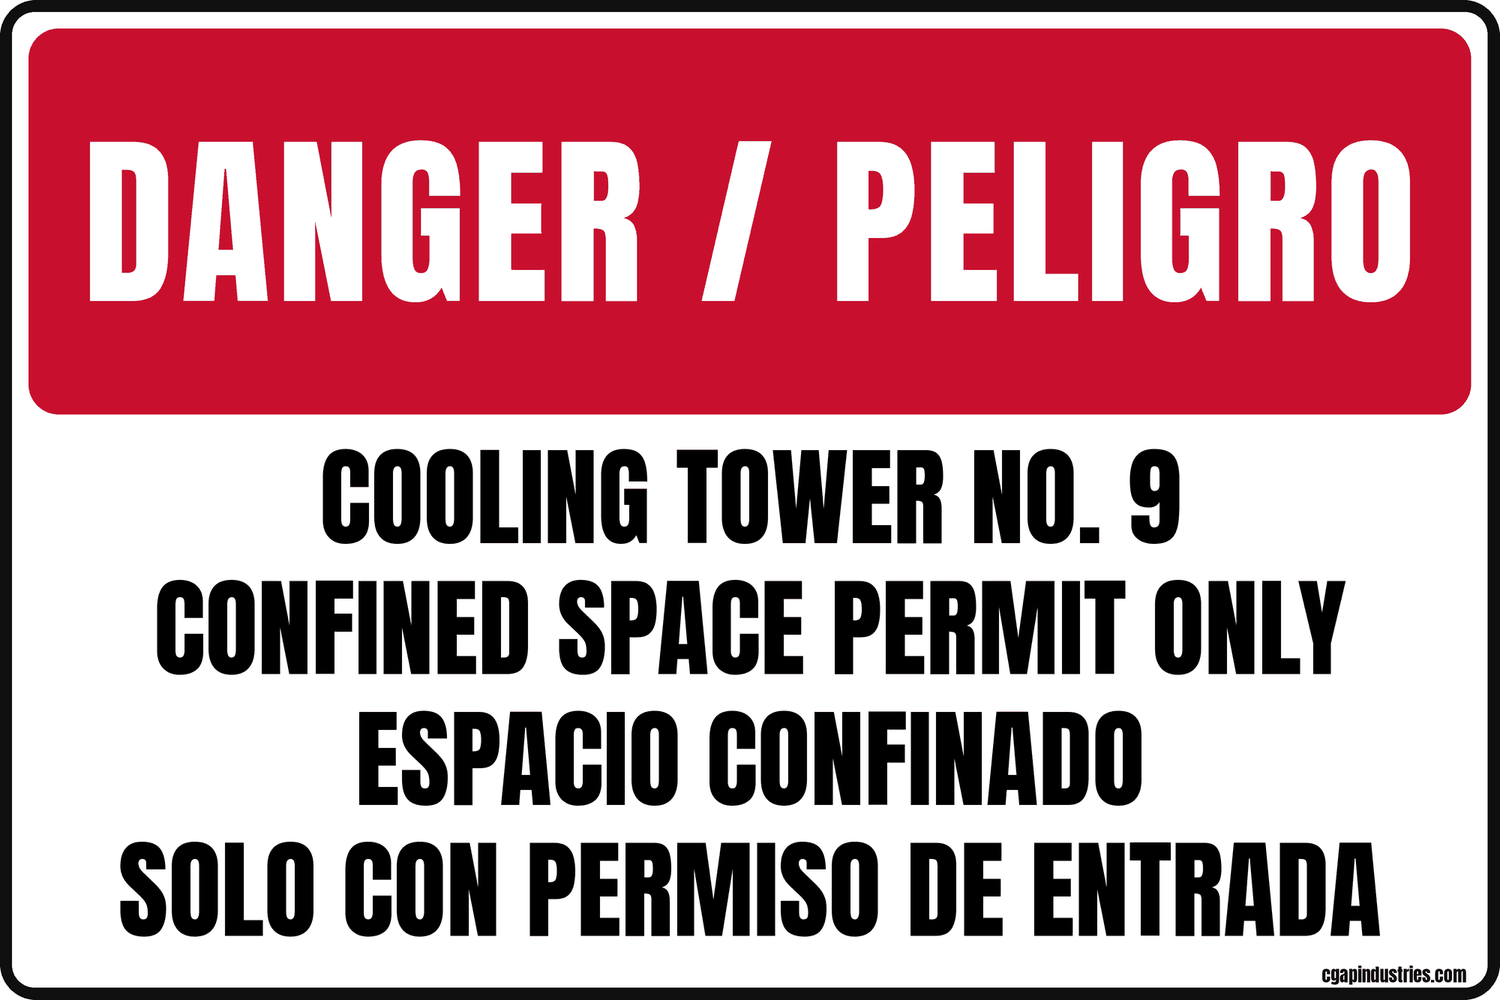 DANGER / PELIGRO
COOLING TOWER NO. 9
CONFINED SPACE PERMIT ONLY
ESPACIO CONFINADO
SOLO CON PERMISO DE ENTRADA
cgapindustries.com